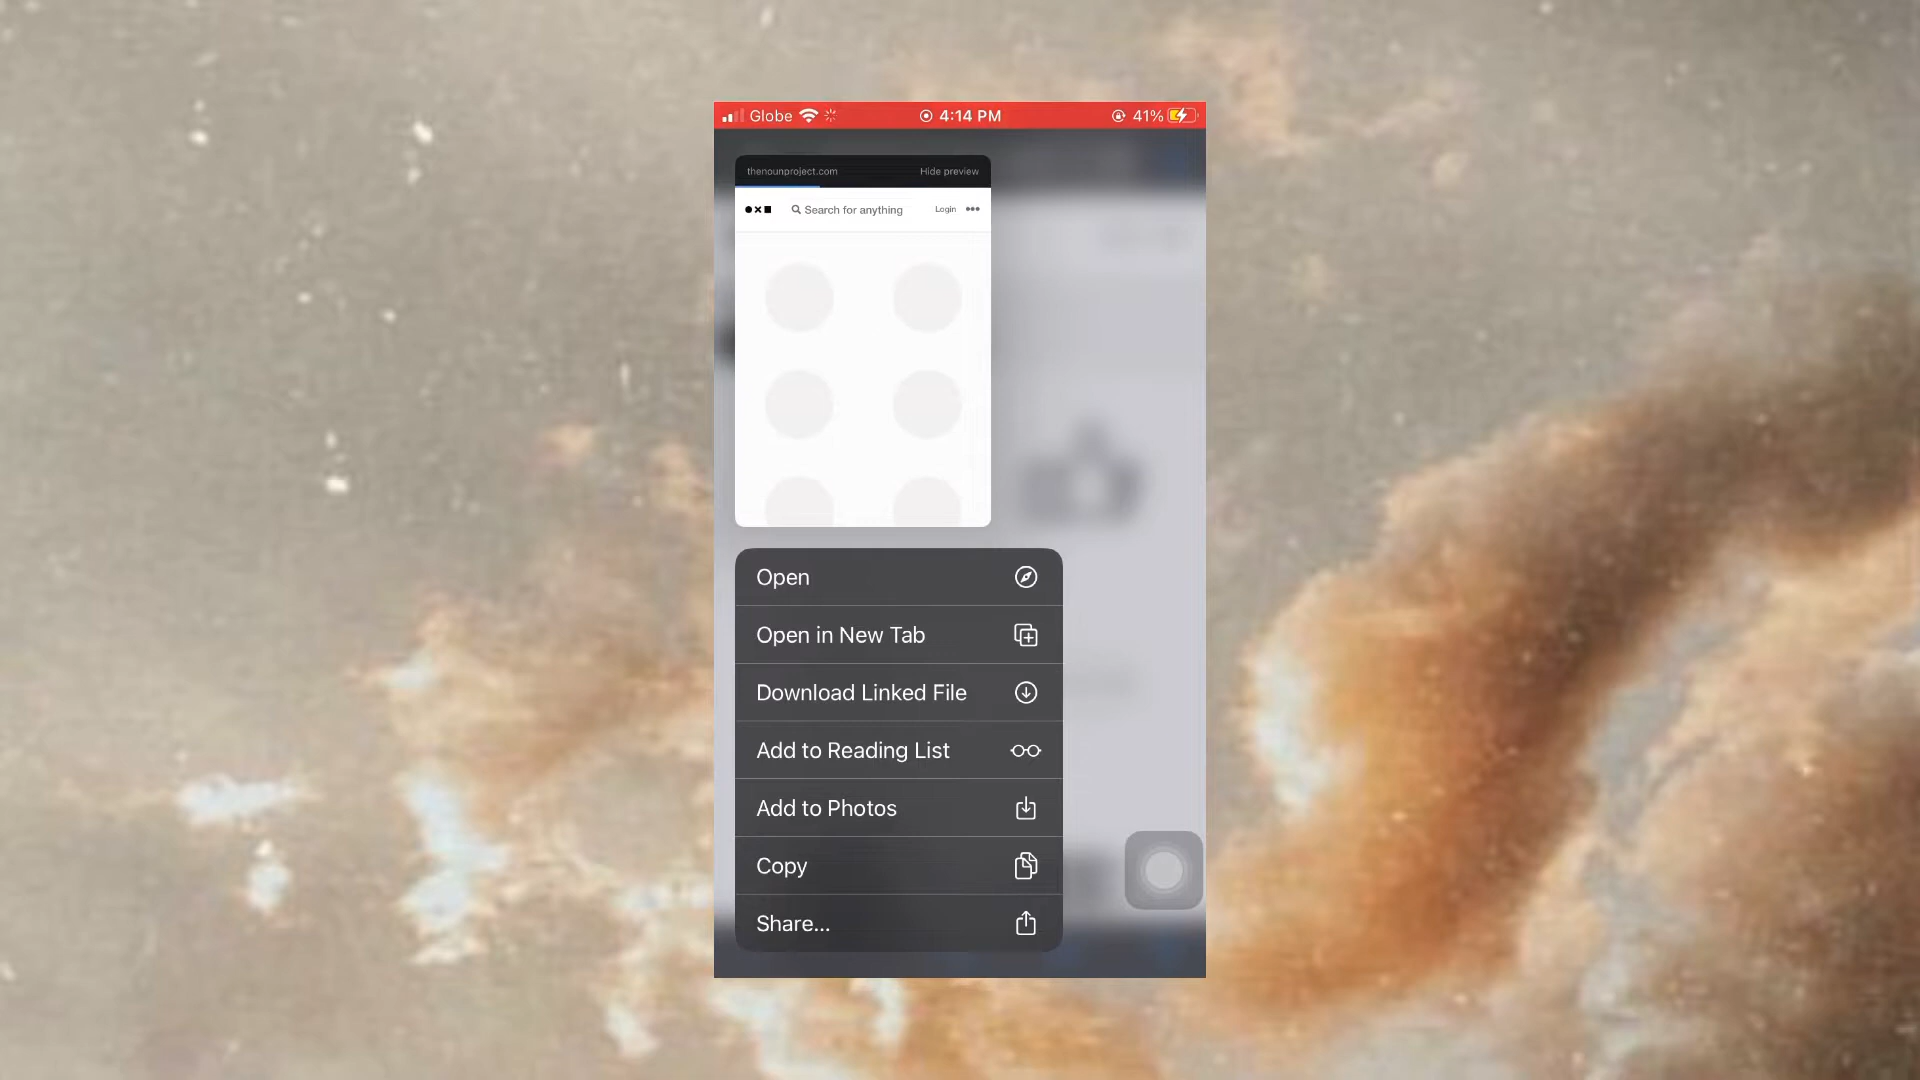 Globe 4:14 PM 41%
thenounproject.com Hide preview
Search for anything Login •••
Open
Open in New Tab
Download Linked File
Add to Reading List
Add to Photos
Copy
Share...